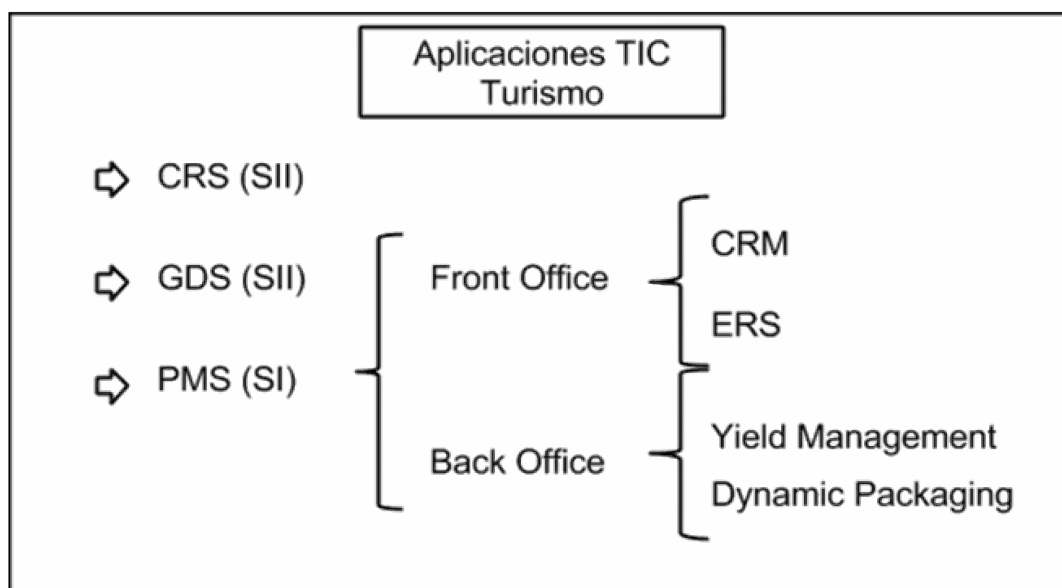 Aplicaciones TIC
Turismo
CRS (SII)
GDS (SII)
PMS (SI)
Front Office
Back Office
CRM
ERS
Yield Management
Dynamic Packaging